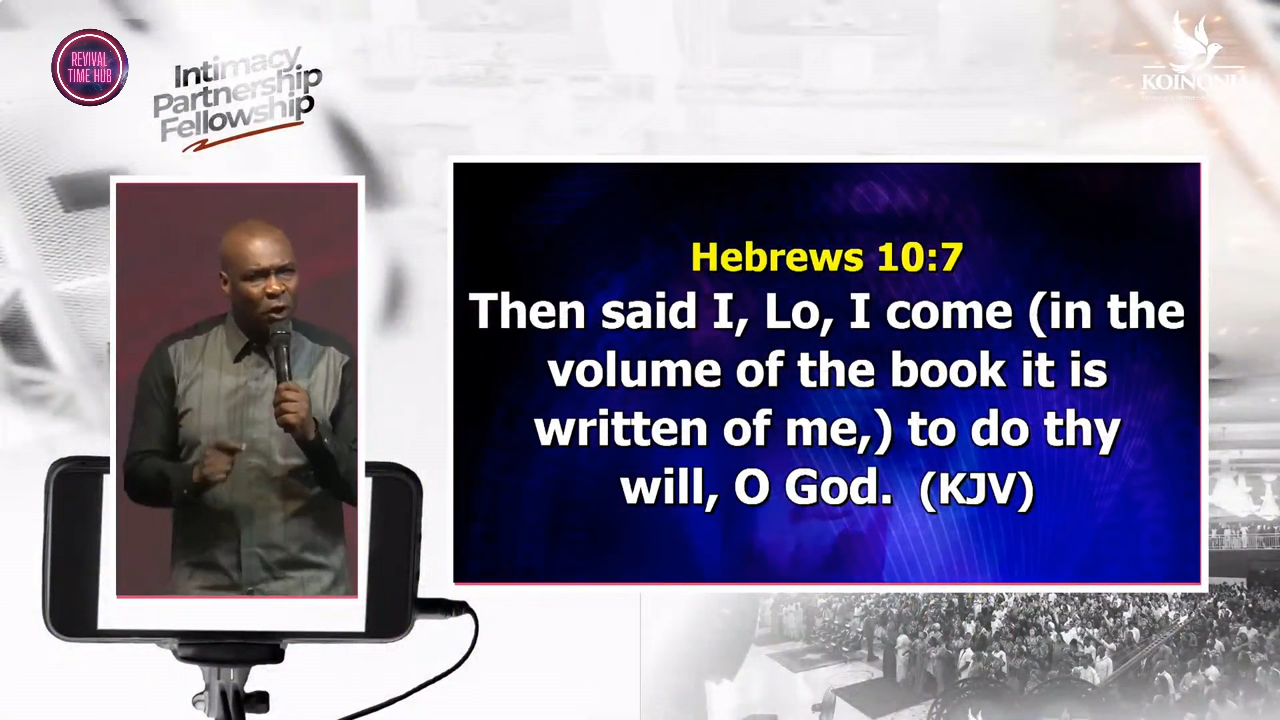 REVIVAL
TIME HUB
Intimacy
Partnership
Fellowship
KOINONIA
Hebrews 10:7
Then said I, Lo, I come (in the
volume of the book it is
written of me,) to do thy
will, O God. (KJV)